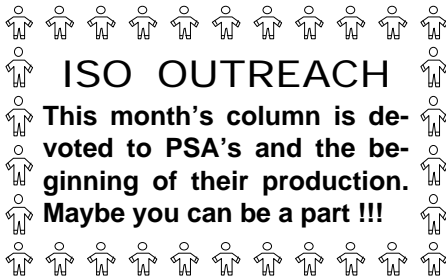 ISO OUTREACH
This month's column is de-
voted to PSA's and the be-
ginning of their production.
Maybe you can be a part !!!